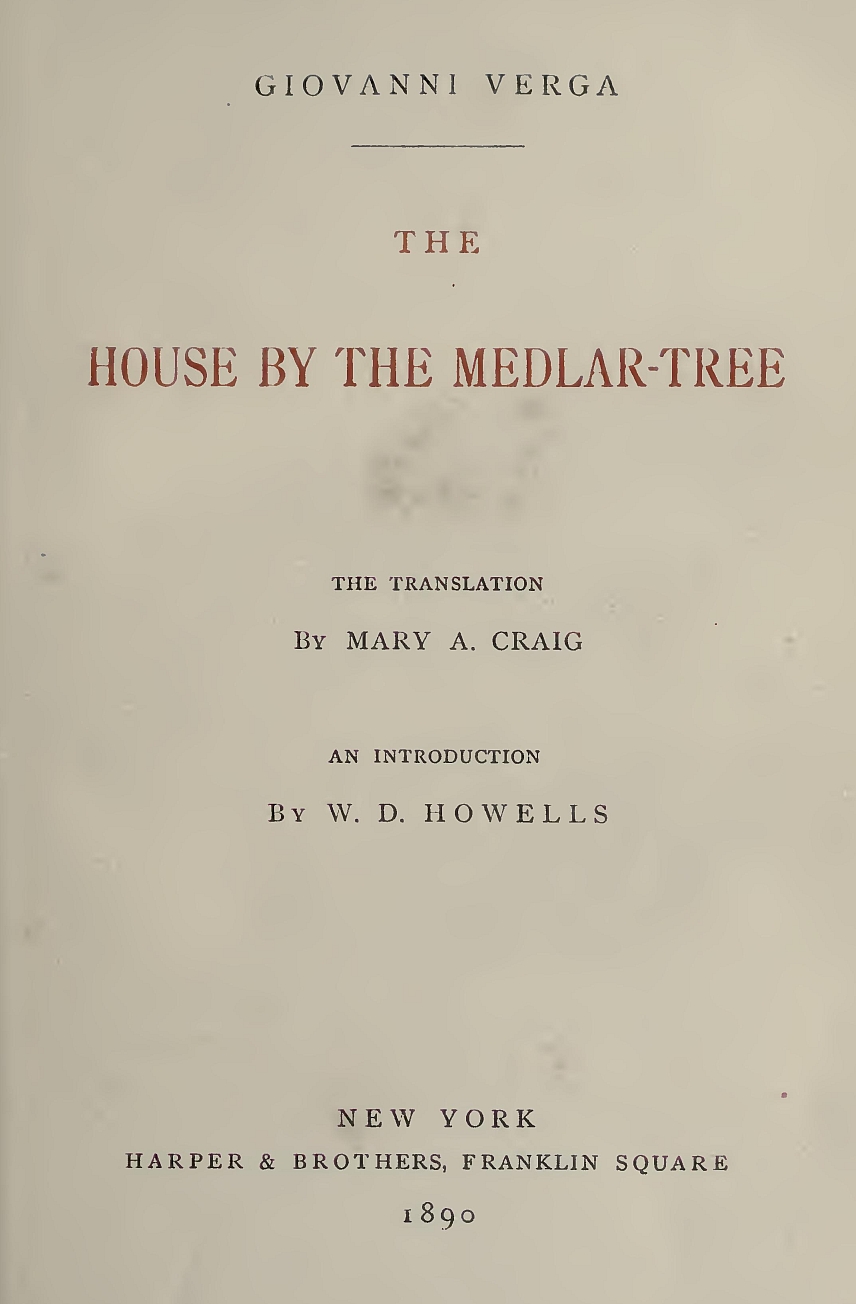 GIOVANNI VERGA
THE
HOUSE BY THE MEDLAR-TREE
THE TRANSLATION
By MARY A. CRAIG
AN INTRODUCTION
By W. D. HOWELLS
NEW YORK
HARPER & BROTHERS, FRANKLIN SQUARE
1890